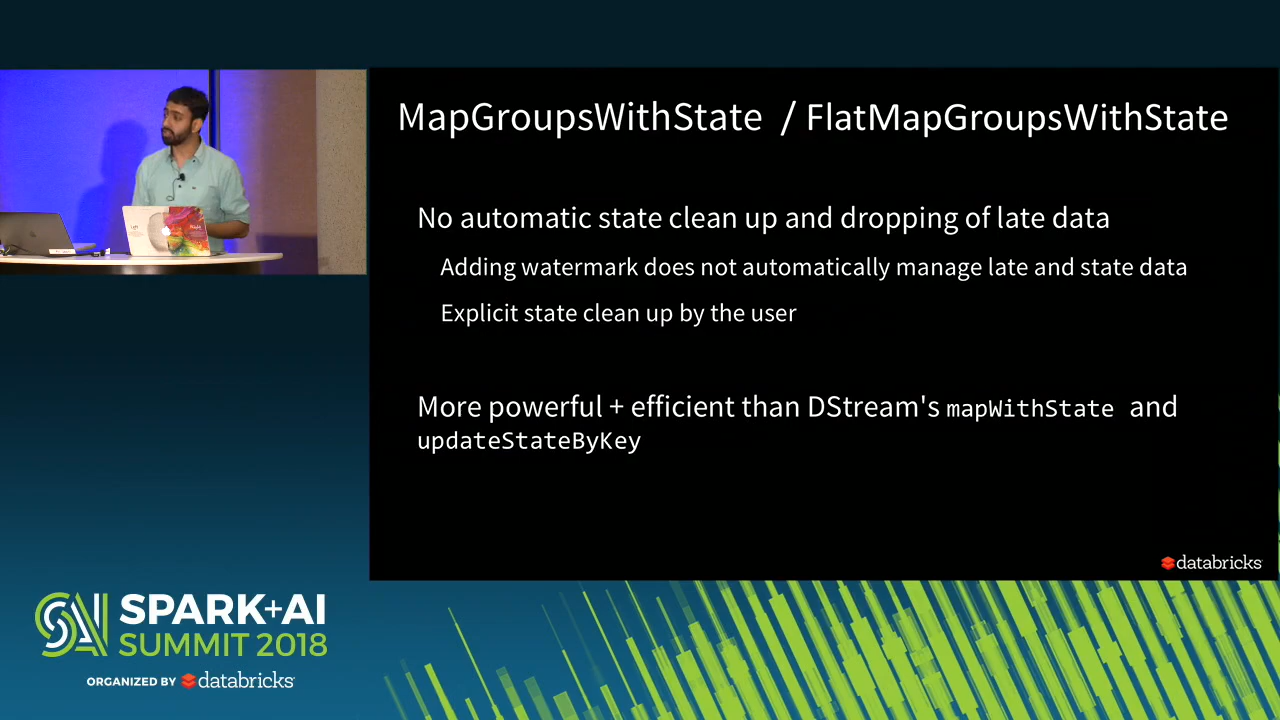 MapGroupsWithState / FlatMapGroupsWithState
No automatic state clean up and dropping of late data
Adding watermark does not automatically manage late and state data
Explicit state clean up by the user
More powerful + efficient than DStream's mapWithState and
updateStateByKey
databricks
SPARK+AI
SUMMIT 2018
ORGANIZED BY databricks